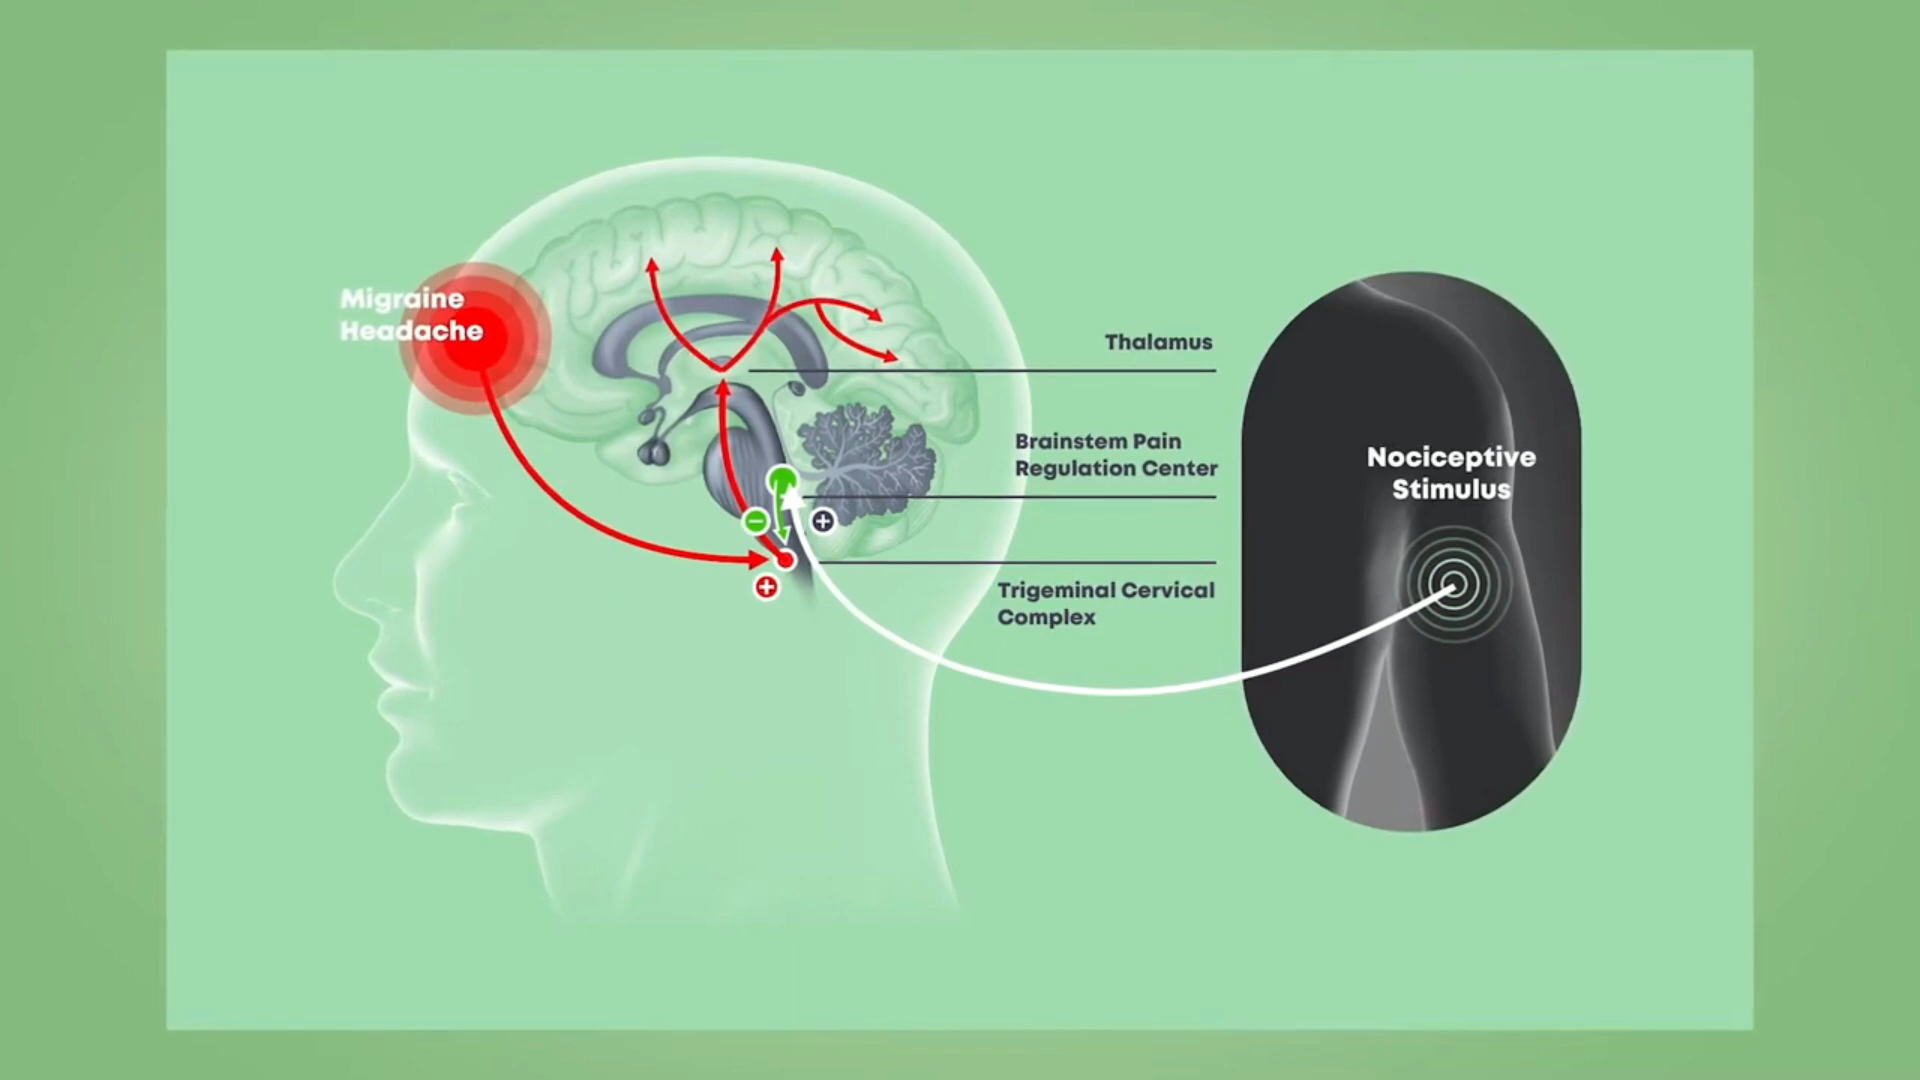 Migraine
Headache
Thalamus
Brainstem Pain
Regulation Center
Trigeminal Cervical
Complex
Nociceptive
Stimulus